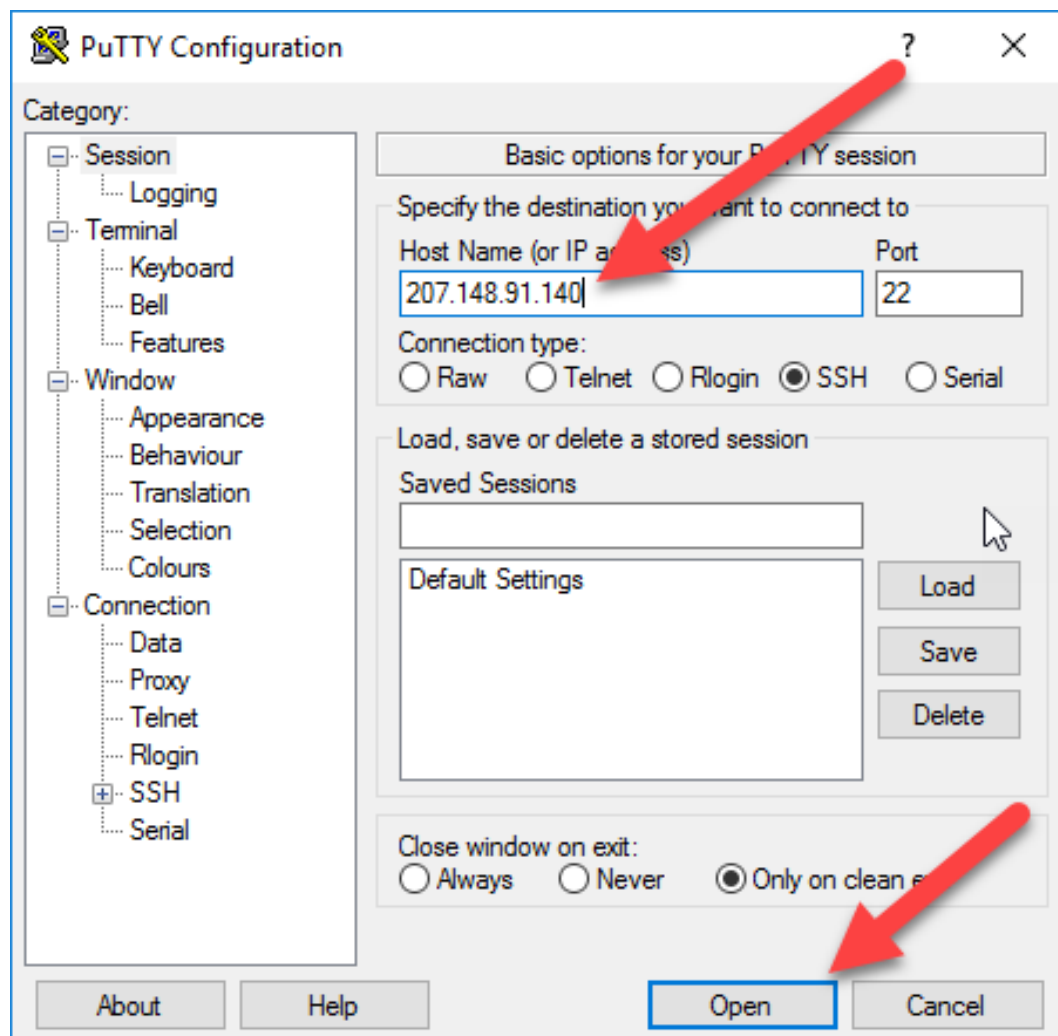 PuTTY Configuration ? X
Category:
Session
Logging
Terminal
Keyboard
Bell
Features
Window
Appearance
Behaviour
Translation
Selection
Colours
Connection
Data
Proxy
Telnet
Rlogin
SSH
Serial
Basic options for your session
Specify the destination you want to connect to
Host Name (or IP Port
207.148.91.140 22
Connection type:
Raw Telnet Rlogin SSH Serial
Load, save or delete a stored session
Saved Sessions
Default Settings
Load
Save
Delete
Close window on exit:
Always Never Only on clean
About Help Open Cancel